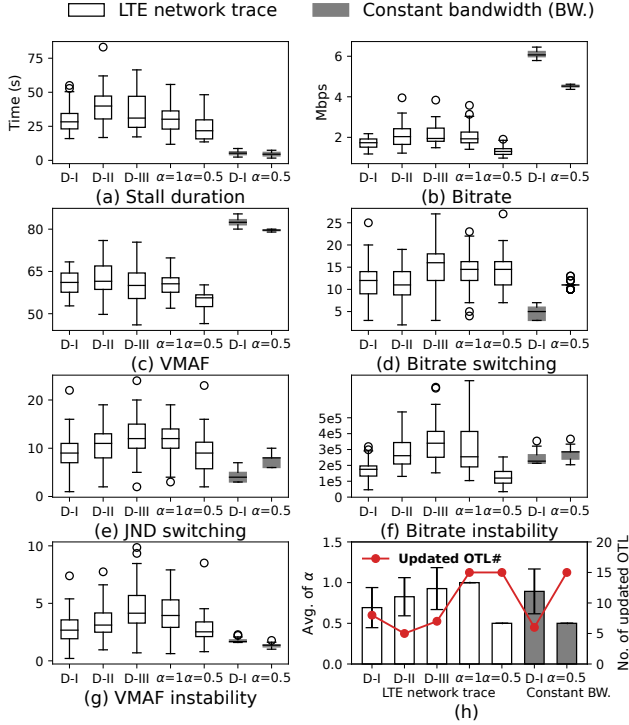 LTE network trace
Constant bandwidth (BW.)
Time (s)
75
50
25
0
D-I D-II D-III α=1 α=0.5 D-I α=0.5
(a) Stall duration
Mbps
6
4
2
D-I D-II D-III α=1 α=0.5 D-I α=0.5
(b) Bitrate
80
65
50
D-I D-II D-III α=1 α=0.5 D-I α=0.5
(c) VMAF
25
20
15
10
5
D-I D-II D-III α=1 α=0.5 D-I α=0.5
(d) Bitrate switching
20
10
0
D-I D-II D-III α=1 α=0.5 D-I α=0.5
(e) JND switching
5e5
4e5
3e5
2e5
1e5
0
D-I D-II D-III α=1 α=0.5 D-I α=0.5
(f) Bitrate instability
10
5
0
D-I D-II D-III α=1 α=0.5 D-I α=0.5
(g) VMAF instability
Avg. of α
1.5
1.0
0.5
0.0
Updated OTL#
20
15
10
5
0
No. of updated OTL
D-I D-II D-III α=1 α=0.5 D-I α=0.5
LTE network trace
Constant BW.
(h)